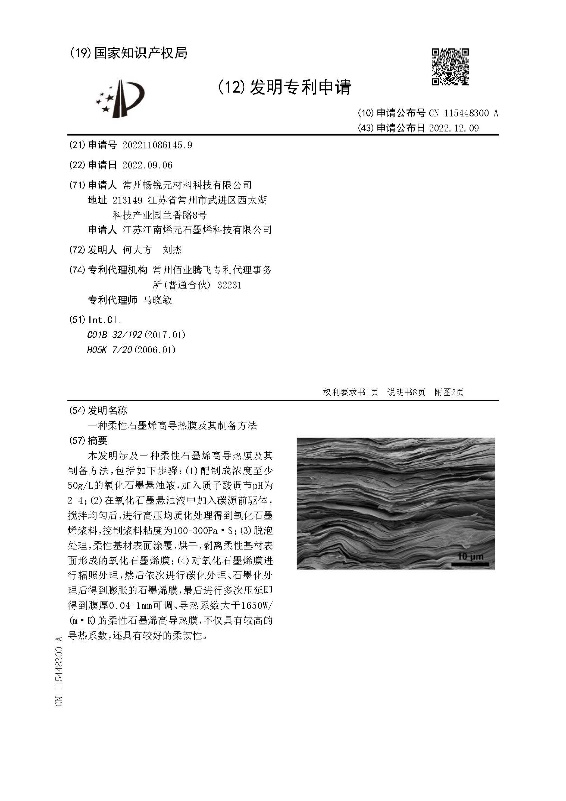 (19)国家知识产权局
(12)发明专利申请
(10)申请公布号 CN 115448300 A
(43)申请公布日 2022.12.09
(21)申请号 202211086145.9
(22)申请日 2022.09.06
(71)申请人 常州畅锐元材料科技有限公司
地址 213149 江苏省常州市武进区西太湖
科技产业园兰香路8号
申请人 江苏江南烯元石墨烯科技有限公司
(72)发明人 何大方 刘杰
(74)专利代理机构 常州佰业腾飞专利代理事务
所(普通合伙) 32231
专利代理师 马晓敏
(51)Int.Cl.
C01B 32/192(2017.01)
H05K 7/20(2006.01)
权利要求书 页 说明书8页 附图2页
(54)发明名称
一种柔性石墨烯高导热膜及其制备方法
(57)摘要
本发明涉及一种柔性石墨烯高导热膜及其
制备方法,包括如下步骤:(1)配制成浓度至少
50g/L的氧化石墨悬浊液,加入质子酸调节pH为
2 4;(2)在氧化石墨悬浊液中加入碳源前驱体,
搅拌均匀后,进行高压均质化处理得到氧化石墨
烯浆料,控制浆料粘度为100-300Pa·S;(3)脱泡
处理,柔性基材表面涂覆,烘干,剥离柔性基材表
面形成的氧化石墨烯膜;(4)对氧化石墨烯膜进
行辐照处理,然后依次进行碳化处理、石墨化处
理后得到膨胀的石墨烯膜,最后进行多次压延即
得到膜厚0.04 1mm可调、导热系数大于1650W/
(m·K)的柔性石墨烯高导热膜,不仅具有较高的
导热系数,还具有较好的柔韧性。
10 μm
CN 115448300 A